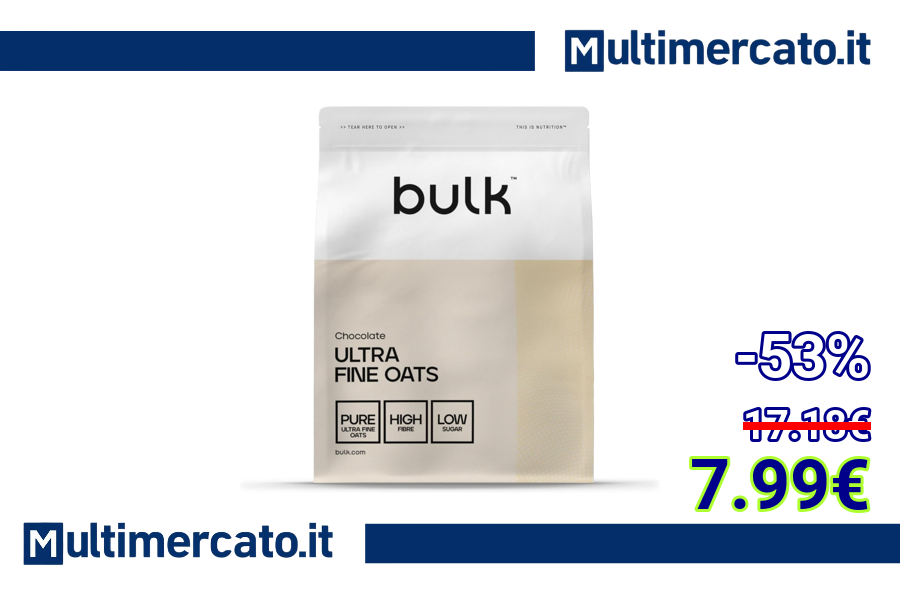 Multimercato.it
>> TEAR HERE TO OPEN >>
THIS IS NUTRITION™
bulk™
Chocolate
ULTRA
FINE OATS
PURE
ULTRA FINE
OATS
HIGH
FIBRE
LOW
SUGAR
bulk.com
-53%
17.18€
7.99€
Multimercato.it